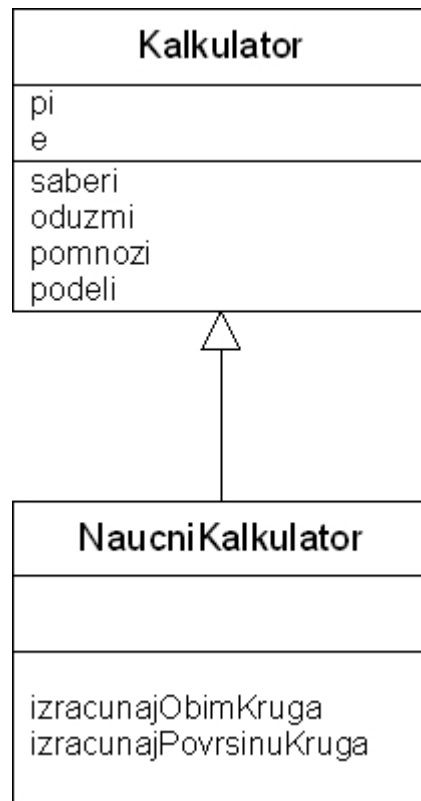 Kalkulator
pi
e
saberi
oduzmi
pomnozi
podeli
NaucniKalkulator
izracunajObimKruga
izracunajPovrsinuKruga